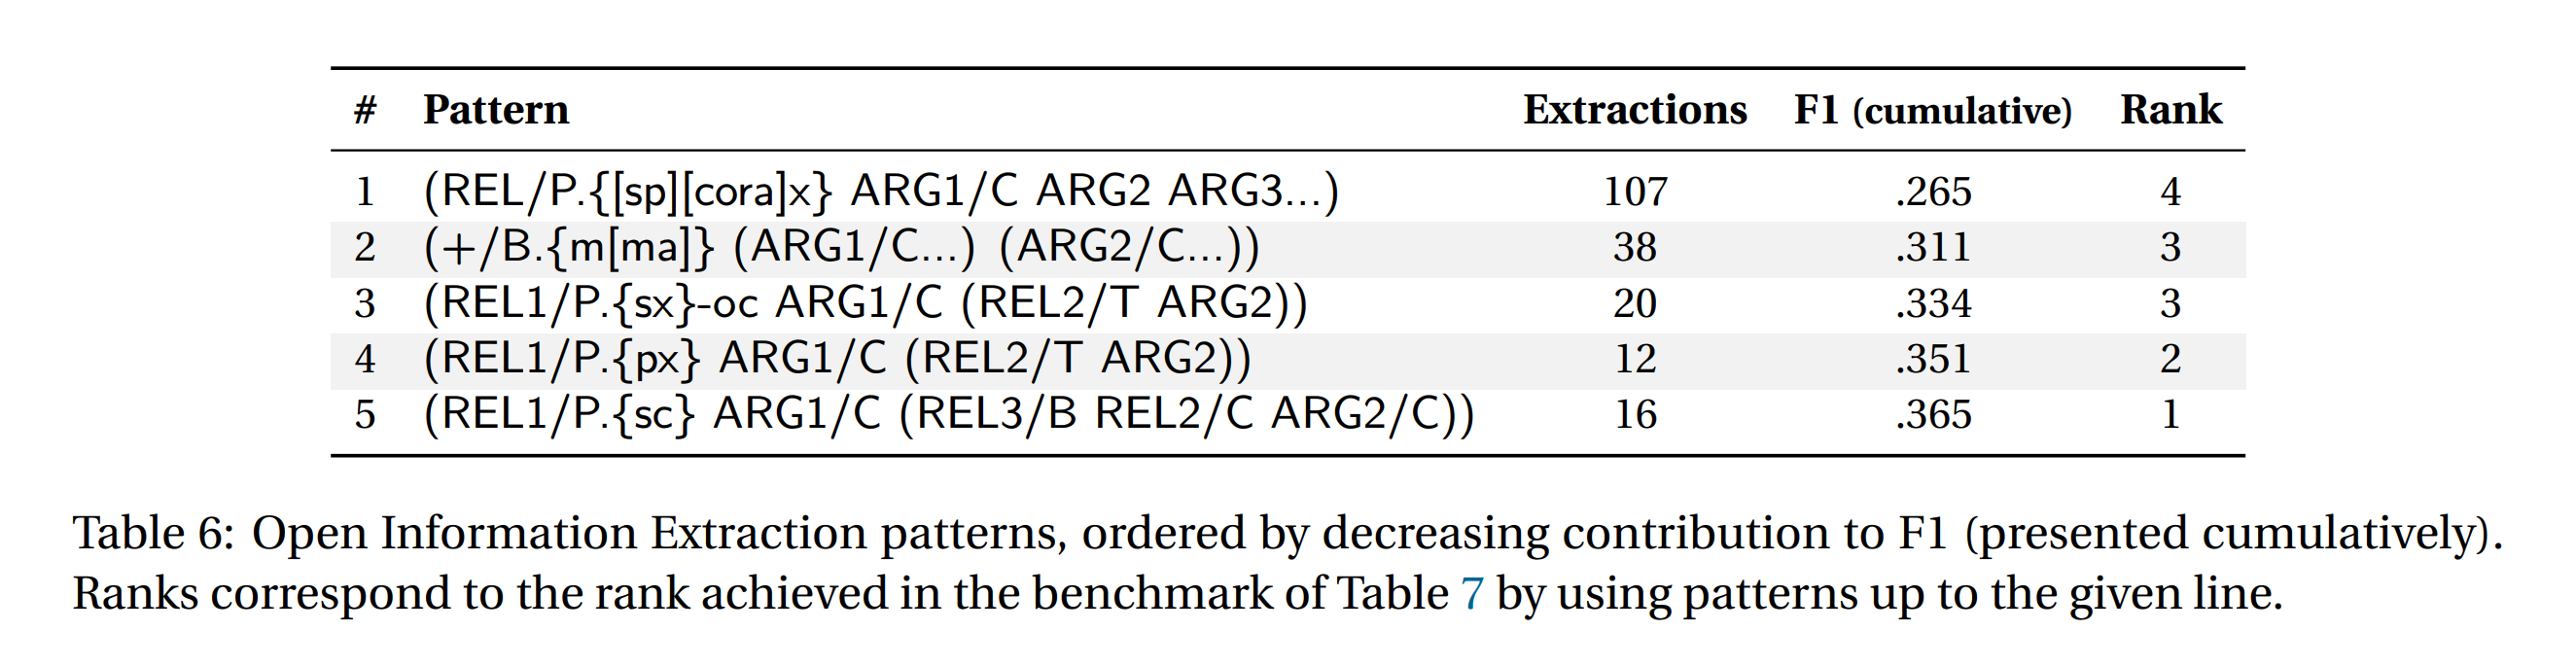 # Pattern Extractions F1 (cumulative) Rank
1 (REL/P.{[sp][cora]x} ARG1/C ARG2 ARG3...) 107 .265 4
2 (+/B.{m[ma]} (ARG1/C...) (ARG2/C...)) 38 .311 3
3 (REL1/P.{sx}-oc ARG1/C (REL2/T ARG2)) 20 .334 3
4 (REL1/P.{px} ARG1/C (REL2/T ARG2)) 12 .351 2
5 (REL1/P.{sc} ARG1/C (REL3/B REL2/C ARG2/C)) 16 .365 1
Table 6: Open Information Extraction patterns, ordered by decreasing contribution to F1 (presented cumulatively).
Ranks correspond to the rank achieved in the benchmark of Table 7 by using patterns up to the given line.